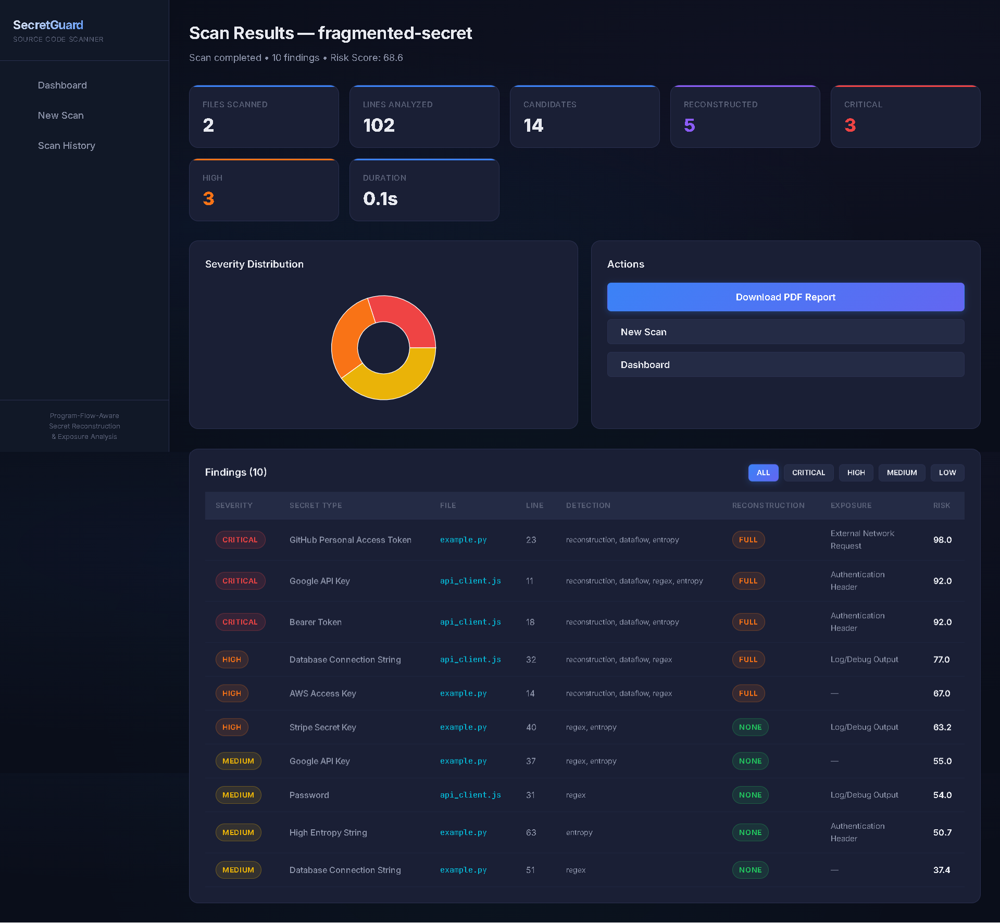 SecretGuard
SOURCE CODE SCANNER
Dashboard
New Scan
Scan History
Program-Flow-Aware
Secret Reconstruction
& Exposure Analysis
Scan Results — fragmented-secret
Scan completed • 10 findings • Risk Score: 68.6
FILES SCANNED
2
LINES ANALYZED
102
CANDIDATES
14
RECONSTRUCTED
5
CRITICAL
3
HIGH
3
DURATION
0.1s
Severity Distribution
Actions
Download PDF Report
New Scan
Dashboard
Findings (10)
ALL CRITICAL HIGH MEDIUM LOW
SEVERITY SECRET TYPE FILE LINE DETECTION RECONSTRUCTION EXPOSURE RISK
CRITICAL GitHub Personal Access Token example.py 23 reconstruction, dataflow, entropy FULL External Network Request 98.0
CRITICAL Google API Key api_client.js 11 reconstruction, dataflow, regex, entropy FULL Authentication Header 92.0
CRITICAL Bearer Token api_client.js 18 reconstruction, dataflow, entropy FULL Authentication Header 92.0
HIGH Database Connection String api_client.js 32 reconstruction, dataflow, regex FULL Log/Debug Output 77.0
HIGH AWS Access Key example.py 14 reconstruction, dataflow, regex FULL — 67.0
HIGH Stripe Secret Key example.py 40 regex, entropy NONE Log/Debug Output 63.2
MEDIUM Google API Key example.py 37 regex, entropy NONE — 55.0
MEDIUM Password api_client.js 31 regex NONE Log/Debug Output 54.0
MEDIUM High Entropy String example.py 63 entropy NONE Authentication Header 50.7
MEDIUM Database Connection String example.py 51 regex NONE — 37.4